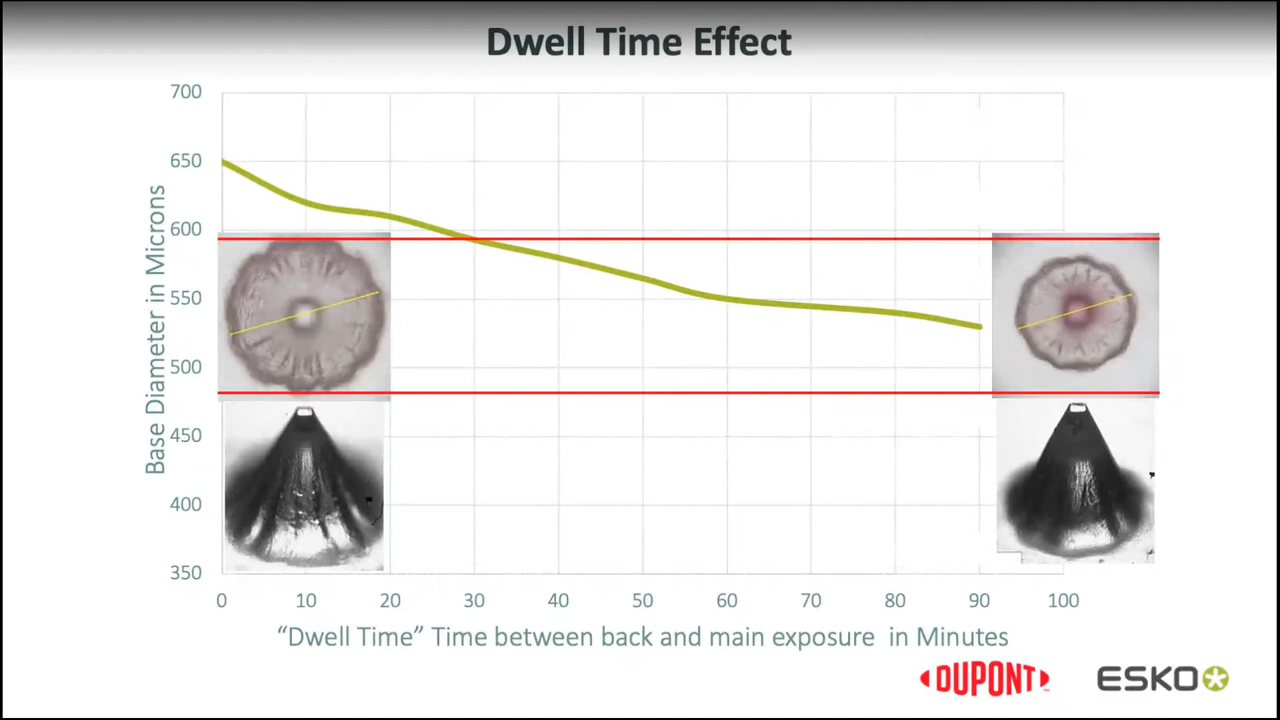 Dwell Time Effect
700
650
600
550
500
450
400
350
Base Diameter in Microns
0 10 20 30 40 50 60 70 80 90 100
“Dwell Time” Time between back and main exposure in Minutes
DUPONT™
ESKO